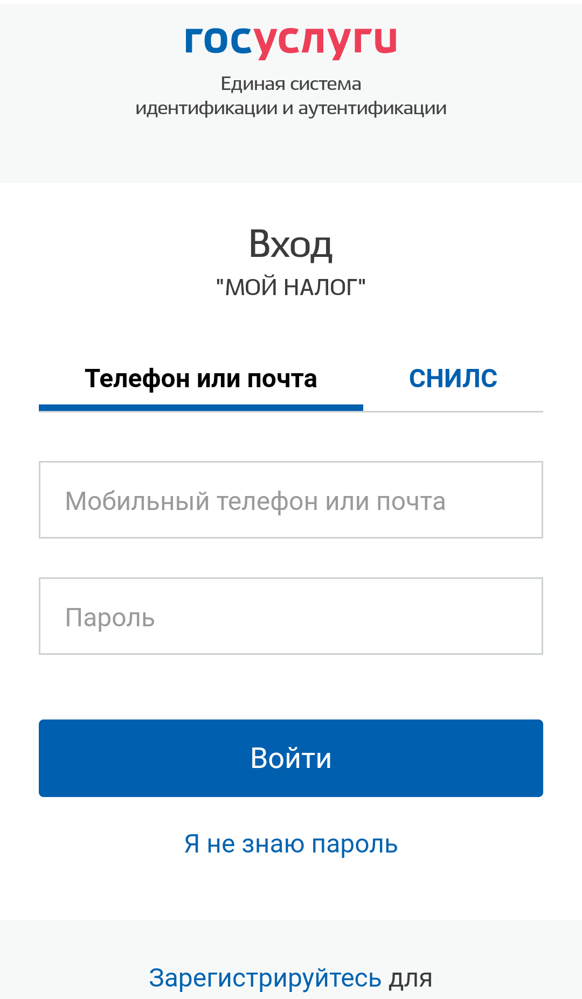 госуслуги
Единая система
идентификации и аутентификации
Вход
"МОЙ НАЛОГ"
Телефон или почта
СНИЛС
Мобильный телефон или почта
Пароль
Войти
Я не знаю пароль
Зарегистрируйтесь для